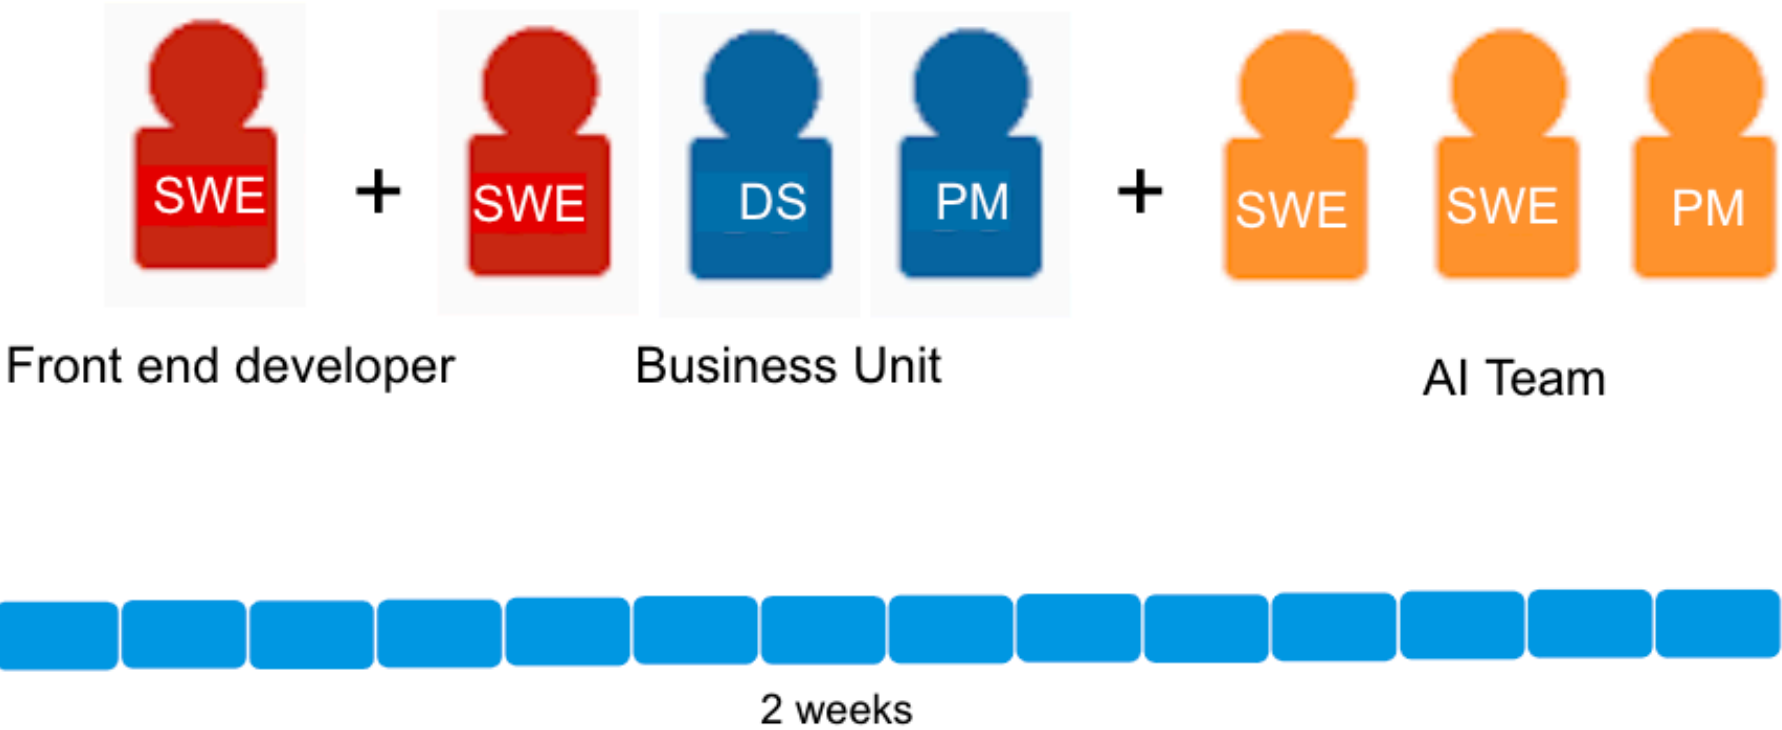 SWE + SWE DS PM + SWE SWE PM
Front end developer Business Unit AI Team
2 weeks